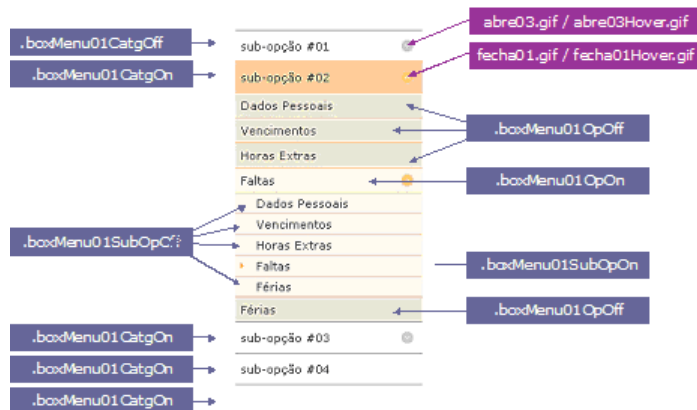 abre03.gif / abre03Hover.gif
.boxMenu01CatgOff
sub-opção #01
fecha01.gif / fecha01Hover.gif
.boxMenu01CatgOn
sub-opção #02
Dados Pessoais
Vencimentos
.boxMenu01OpOff
Horas Extras
Faltas
.boxMenu01OpOn
Dados Pessoais
Vencimentos
.boxMenu01SubOpOff
Horas Extras
Faltas
.boxMenu01SubOpOn
Férias
Férias
.boxMenu01OpOff
.boxMenu01CatgOn
sub-opção #03
.boxMenu01CatgOn
sub-opção #04
.boxMenu01CatgOn